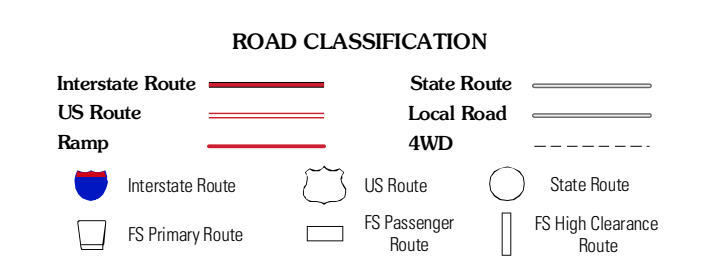 ROAD CLASSIFICATION
Interstate Route
State Route
US Route
Local Road
Ramp
4WD
Interstate Route
US Route
State Route
FS Primary Route
FS Passenger
Route
FS High Clearance
Route